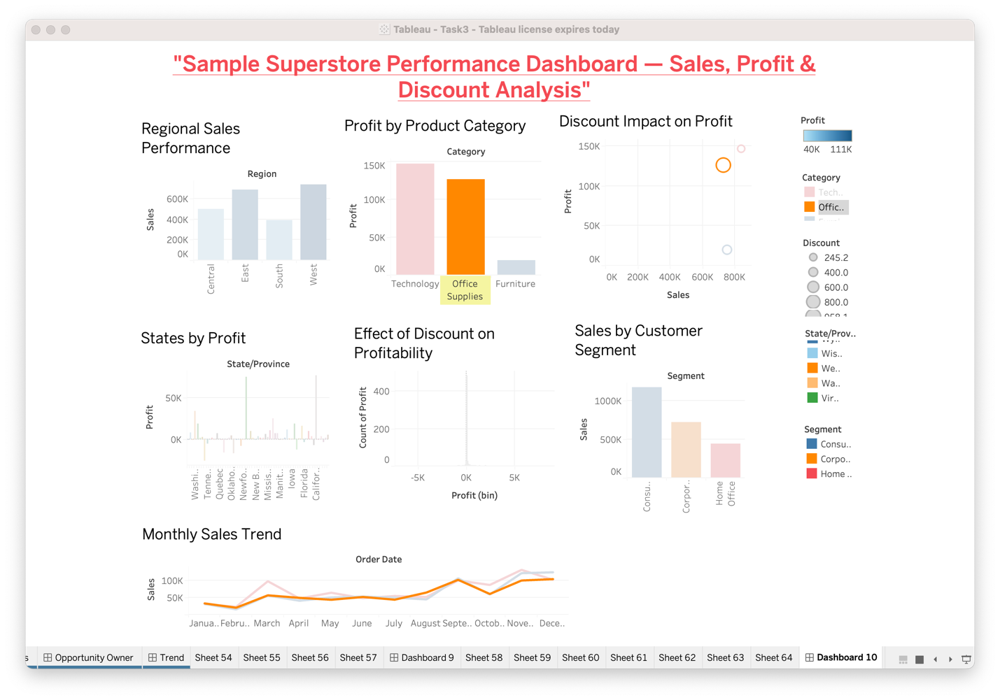 Tableau - Task3 - Tableau license expires today
"Sample Superstore Performance Dashboard — Sales, Profit &
Discount Analysis"
Regional Sales
Performance
Region
Sales
600K
400K
200K
0K
Central
East
South
West
Profit by Product Category
Category
Profit
150K
100K
50K
0K
Technology
Office
Supplies
Furniture
Discount Impact on Profit
Profit
150K
100K
50K
0K
0K 200K 400K 600K 800K
Sales
Profit
40K 111K
Category
Tech..
Offic..
Discount
245.2
400.0
600.0
800.0
958.1
State/Prov..
Wy..
Wis..
We..
Wa..
Vir..
Segment
Consu..
Corpo..
Home ..
States by Profit
State/Province
Profit
50K
0K
Washi..
Tenne..
Quebec
Oklaho..
Newfo..
New B..
Missis..
Manit..
Iowa
Florida
Califor..
Effect of Discount on
Profitability
Count of Profit
400
200
0
-5K 0K 5K
Profit (bin)
Sales by Customer
Segment
Segment
Sales
1000K
500K
0K
Consu..
Corpor..
Home
Office
Monthly Sales Trend
Order Date
Sales
100K
50K
Janua.. Febru.. March April May June July August Septe.. Octob.. Nove.. Dece..
s Opportunity Owner Trend Sheet 54 Sheet 55 Sheet 56 Sheet 57 Dashboard 9 Sheet 58 Sheet 59 Sheet 60 Sheet 61 Sheet 62 Sheet 63 Sheet 64 Dashboard 10